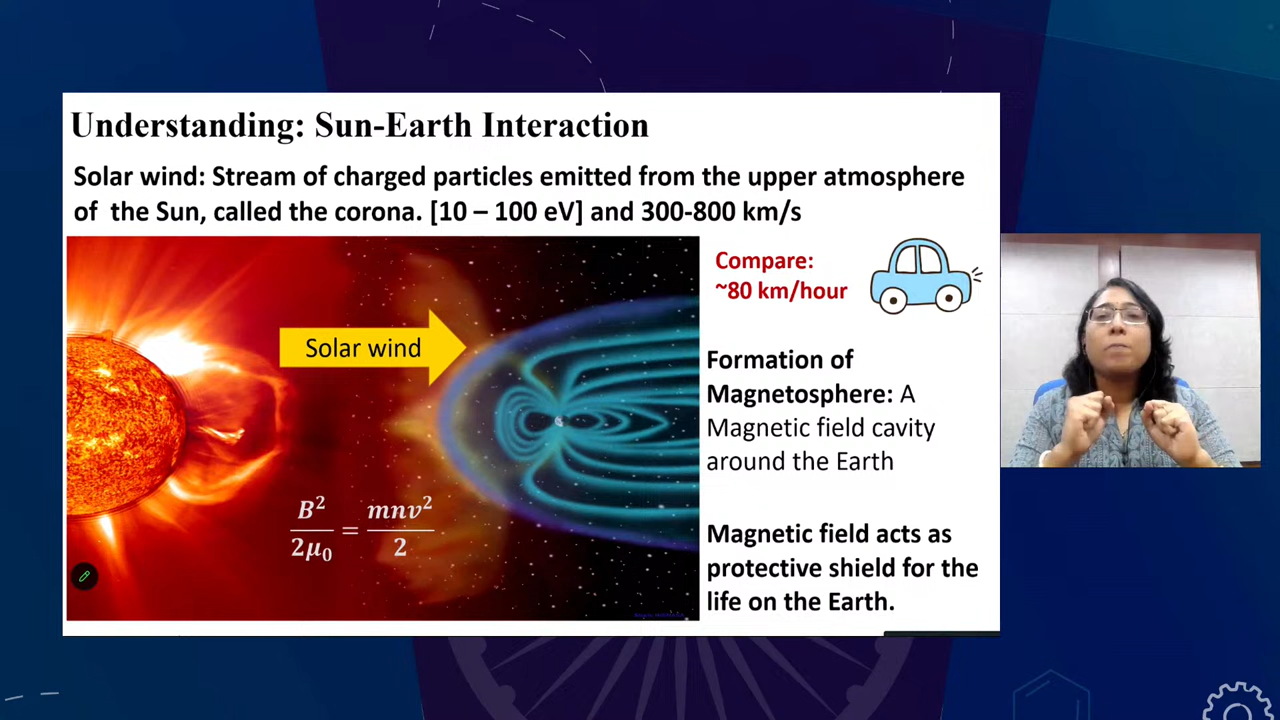 Understanding: Sun-Earth Interaction
Solar wind: Stream of charged particles emitted from the upper atmosphere
of the Sun, called the corona. [10 – 100 eV] and 300-800 km/s
Solar wind
B²/2μ₀ = mnv²/2
Compare:
~80 km/hour
Formation of
Magnetosphere: A
Magnetic field cavity
around the Earth
Magnetic field acts as
protective shield for the
life on the Earth.